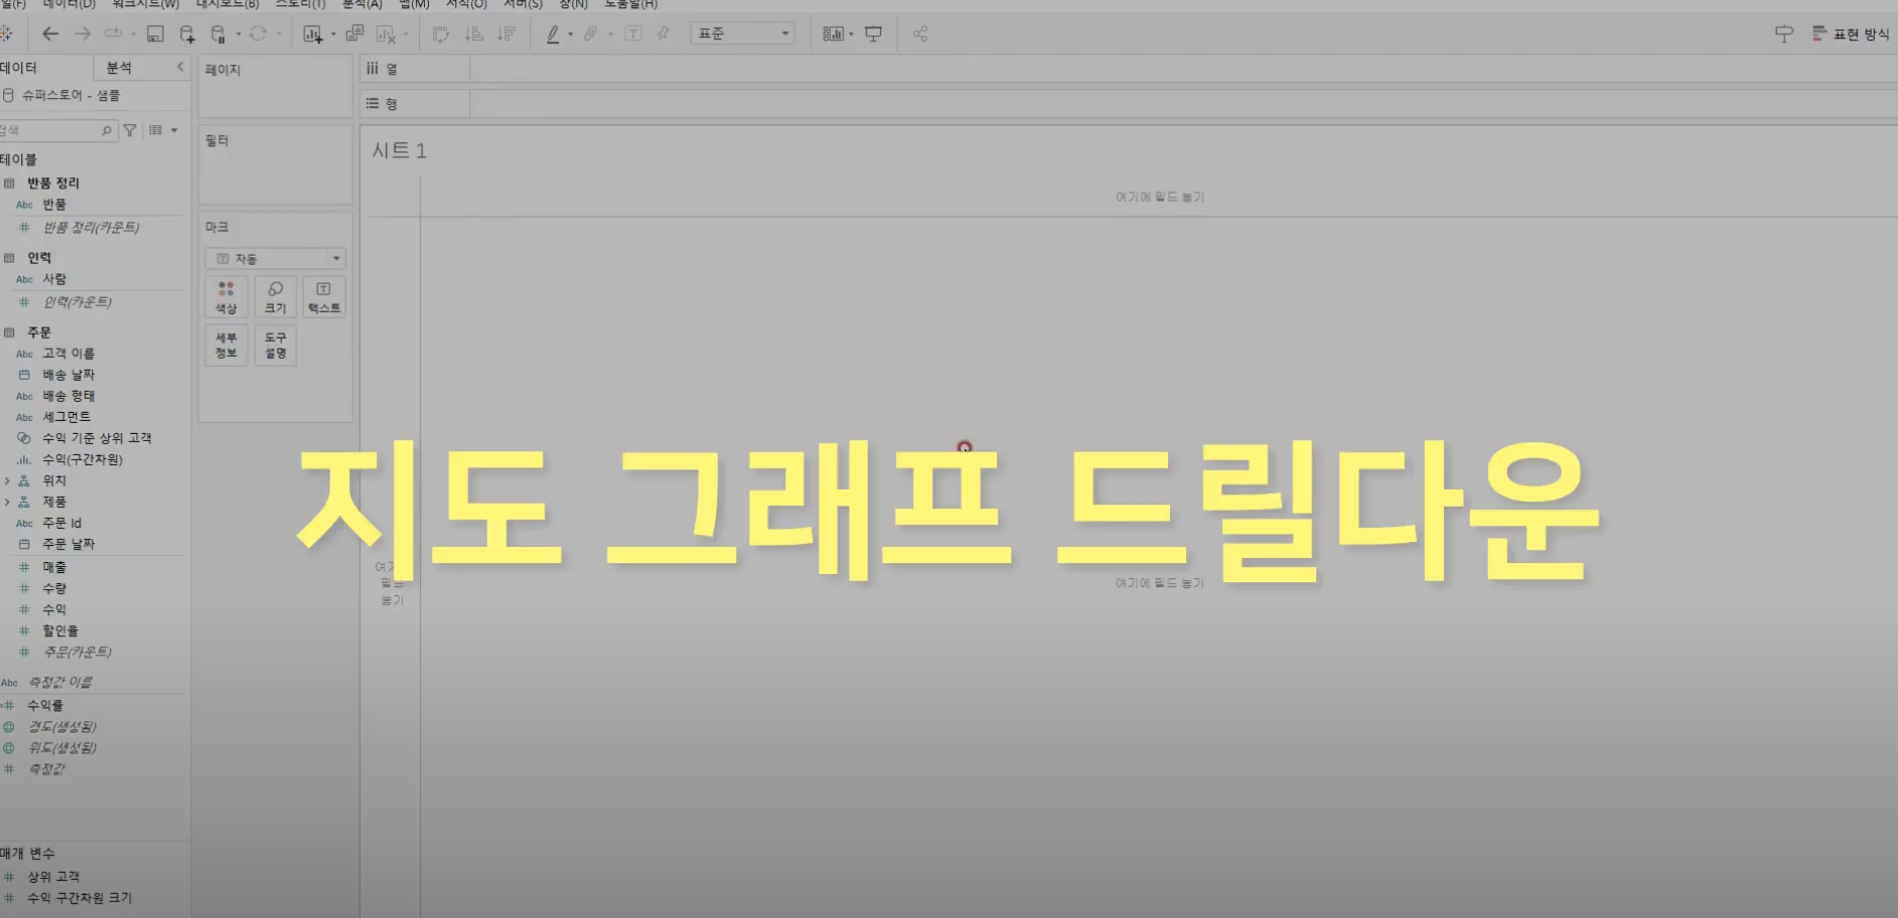 데이터(D) 워크시트(W) 대시보드(B) 스토리(T) 분석(A) 맵(M) 서식(O) 서버(S) 창(N) 도움말(H)
표준
표현 방식
데이터 분석
슈퍼스토어 - 샘플
검색
테이블
반품 정리
Abc 반품
# 반품 정리(카운트)
인력
Abc 사람
# 인력(카운트)
주문
Abc 고객 이름
배송 날짜
Abc 배송 형태
Abc 세그먼트
수익 기준 상위 고객
수익(구간차원)
위치
제품
Abc 주문 Id
주문 날짜
# 매출
# 수량
# 수익
# 할인율
# 주문(카운트)
Abc 측정값 이름
# 수익률
경도(생성됨)
위도(생성됨)
# 측정값
매개 변수
# 상위 고객
# 수익 구간차원 크기
페이지
필터
마크
자동
색상 크기 텍스트
세부 정보
도구 설명
열
행
시트 1
여기에 필드 놓기
지도 그래프 드릴다운
여기에 필드 놓기
필드
놓기